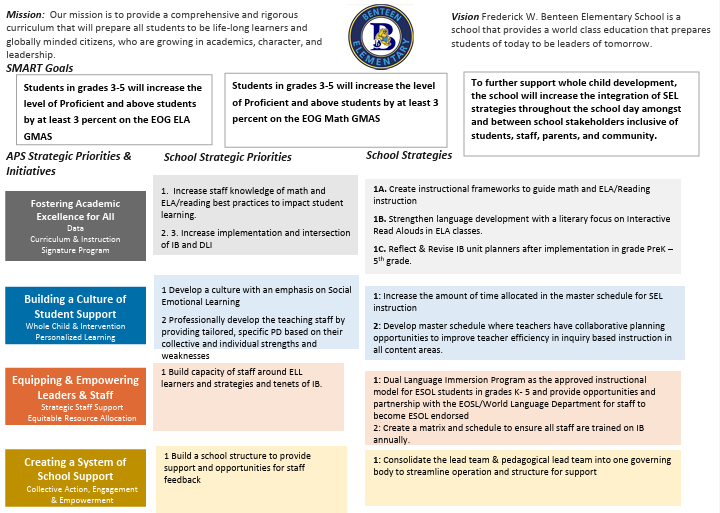 Mission: Our mission is to provide a comprehensive and rigorous
curriculum that will prepare all students to be life-long learners and
globally minded citizens, who are growing in academics, character, and
leadership.
BENTEEN
B
ELEMENTARY
Vision Frederick W. Benteen Elementary School is a
school that provides a world class education that prepares
students of today to be leaders of tomorrow.
SMART Goals
Students in grades 3-5 will increase the
level of Proficient and above students
by at least 3 percent on the EOG ELA
GMAS
Students in grades 3-5 will increase the level
of Proficient and above students by at least 3
percent on the EOG Math GMAS
To further support whole child development,
the school will increase the integration of SEL
strategies throughout the school day amongst
and between school stakeholders inclusive of
students, staff, parents, and community.
APS Strategic Priorities &
Initiatives
School Strategic Priorities
School Strategies
Fostering Academic
Excellence for All
Data
Curriculum & Instruction
Signature Program
1. Increase staff knowledge of math and
ELA/reading best practices to impact student
learning.
2. 3. Increase implementation and intersection
of IB and DLI
1A. Create instructional frameworks to guide math and ELA/Reading
instruction
1B. Strengthen language development with a literary focus on Interactive
Read Alouds in ELA classes.
1C. Reflect & Revise IB unit planners after implementation in grade PreK –
5th grade.
Building a Culture of
Student Support
Whole Child & Intervention
Personalized Learning
1 Develop a culture with an emphasis on Social
Emotional Learning
2 Professionally develop the teaching staff by
providing tailored, specific PD based on their
collective and individual strengths and
weaknesses
1: Increase the amount of time allocated in the master schedule for SEL
instruction
2: Develop master schedule where teachers have collaborative planning
opportunities to improve teacher efficiency in inquiry based instruction in
all content areas.
Equipping & Empowering
Leaders & Staff
Strategic Staff Support
Equitable Resource Allocation
1 Build capacity of staff around ELL
learners and strategies and tenets of IB.
1: Dual Language Immersion Program as the approved instructional
model for ESOL students in grades K- 5 and provide opportunities and
partnership with the EOSL/World Language Department for staff to
become ESOL endorsed
2: Create a matrix and schedule to ensure all staff are trained on IB
annually.
Creating a System of
School Support
Collective Action, Engagement
& Empowerment
1 Build a school structure to provide
support and opportunities for staff
feedback
1: Consolidate the lead team & pedagogical lead team into one governing
body to streamline operation and structure for support